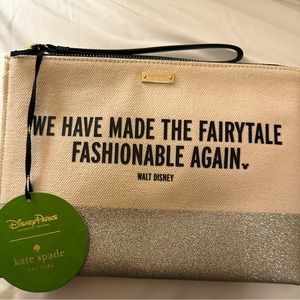 WE HAVE MADE THE FAIRYTALE
FASHIONABLE AGAIN.
WALT DISNEY
Disney Parks
kate spade
NEW YORK